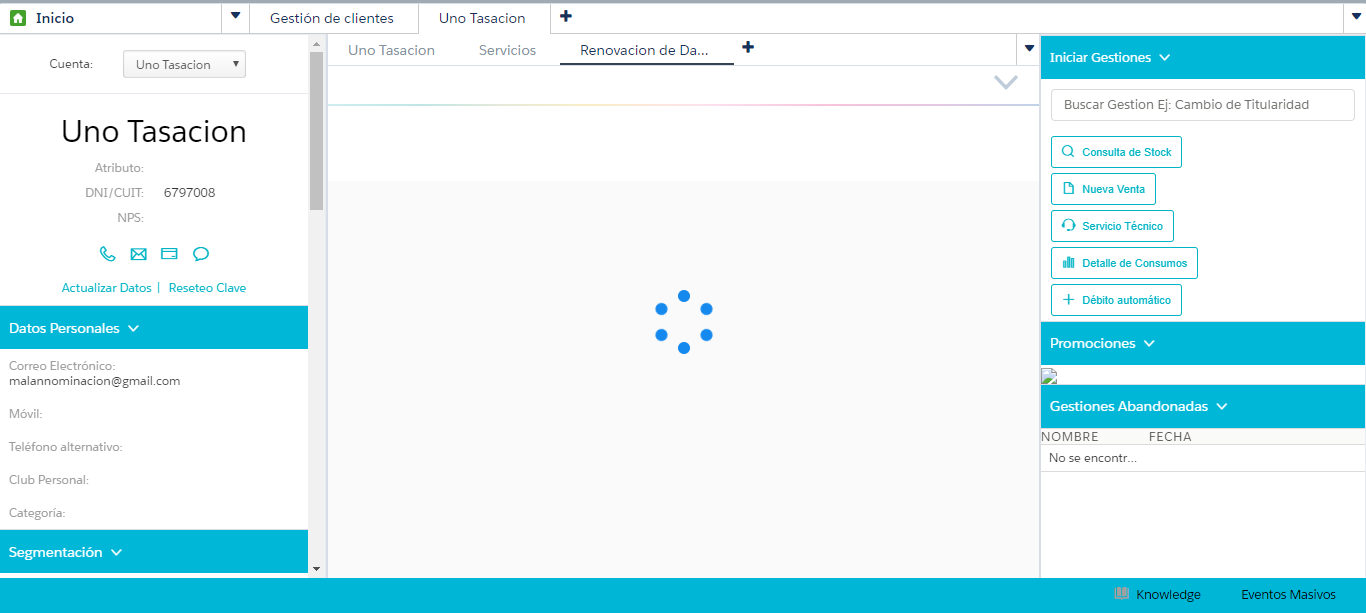 Inicio
Gestión de clientes
Uno Tasacion
Cuenta:
Uno Tasacion
Uno Tasacion
Atributo:
DNI/CUIT: 6797008
NPS:
Actualizar Datos | Reseteo Clave
Datos Personales
Correo Electrónico:
malannominacion@gmail.com
Móvil:
Teléfono alternativo:
Club Personal:
Categoría:
Segmentación
Uno Tasacion
Servicios
Renovacion de Da...
Iniciar Gestiones
Buscar Gestion Ej: Cambio de Titularidad
Consulta de Stock
Nueva Venta
Servicio Técnico
Detalle de Consumos
Débito automático
Promociones
Gestiones Abandonadas
NOMBRE FECHA
No se encontr...
Knowledge
Eventos Masivos